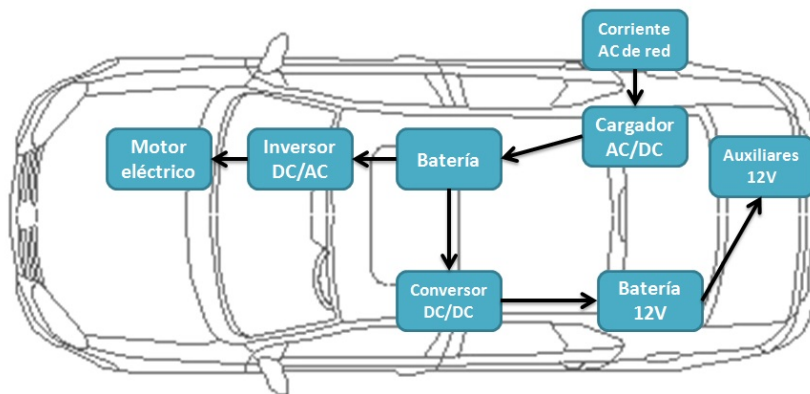 Corriente
AC de red
Cargador
AC/DC
Motor
eléctrico
Inversor
DC/AC
Batería
Auxiliares
12V
Conversor
DC/DC
Batería
12V